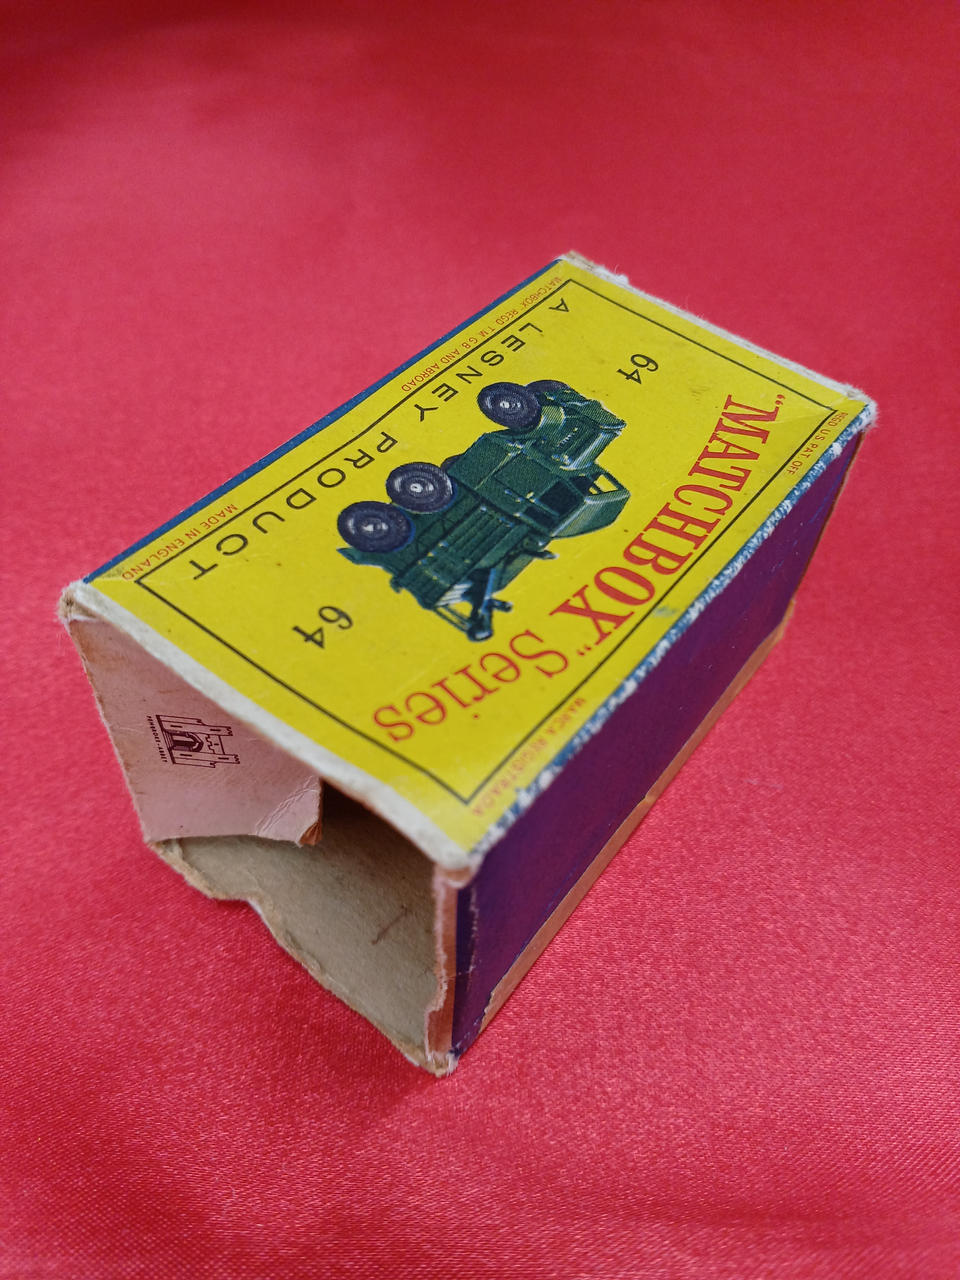 "MATCHBOX" Series
REGD U.S PAT. OFF
MARCA REGISTRADA
64
64
A LESNEY PRODUCT
"MATCHBOX" REGD T.M. G.B. AND ABROAD
MADE IN ENGLAND